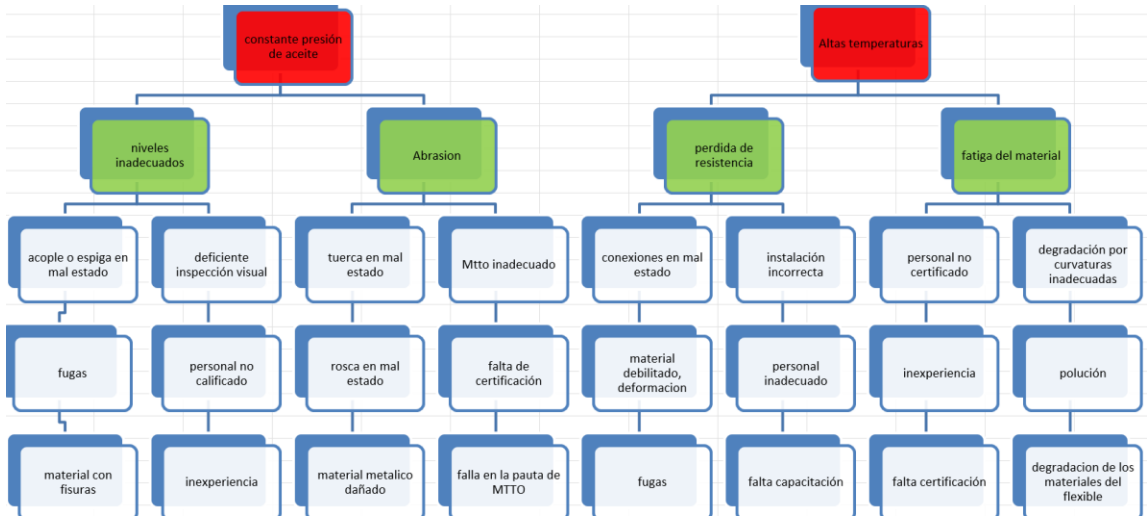 constante presión
de aceite
Altas temperaturas
niveles
inadecuados
Abrasion
perdida de
resistencia
fatiga del material
acople o espiga en
mal estado
deficiente
inspección visual
tuerca en mal
estado
Mtto inadecuado
conexiones en mal
estado
instalación
incorrecta
personal no
certificado
degradación por
curvaturas
inadecuadas
fugas
personal no
calificado
rosca en mal
estado
falta de
certificación
material
debilitado,
deformacion
personal
inadecuado
inexperiencia
polución
material con
fisuras
inexperiencia
material metalico
dañado
falla en la pauta de
MTTO
fugas
falta capacitación
falta certificación
degradacion de los
materiales del
flexible